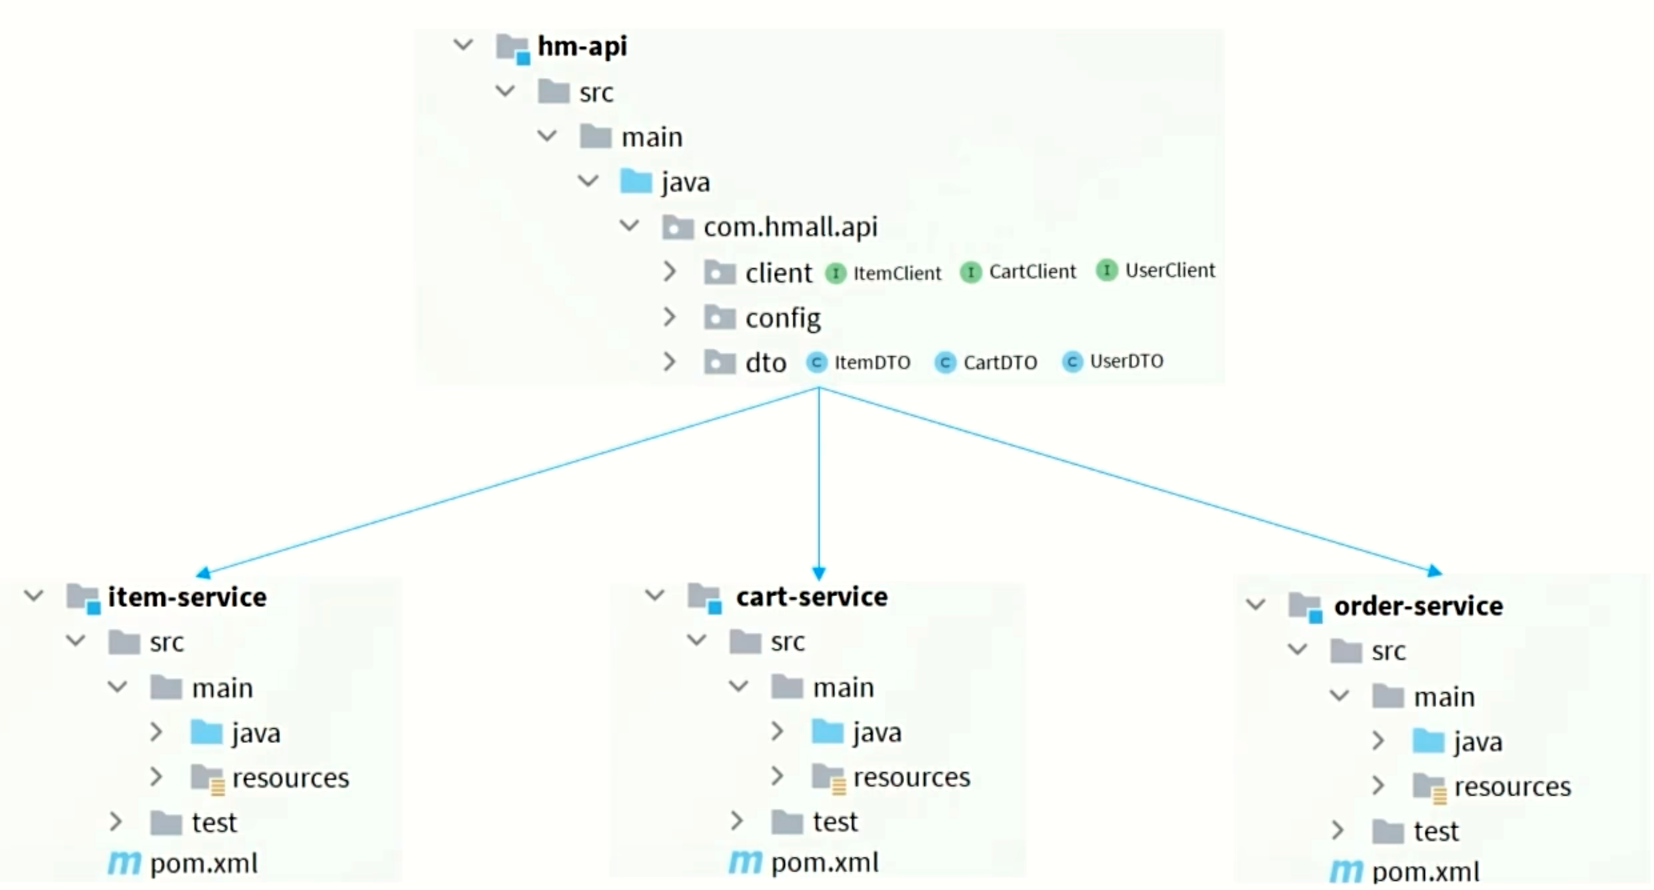 hm-api
src
main
java
com.hmall.api
client I ItemClient I CartClient I UserClient
config
dto C ItemDTO C CartDTO C UserDTO
item-service
src
main
java
resources
test
m pom.xml
cart-service
src
main
java
resources
test
m pom.xml
order-service
src
main
java
resources
test
m pom.xml